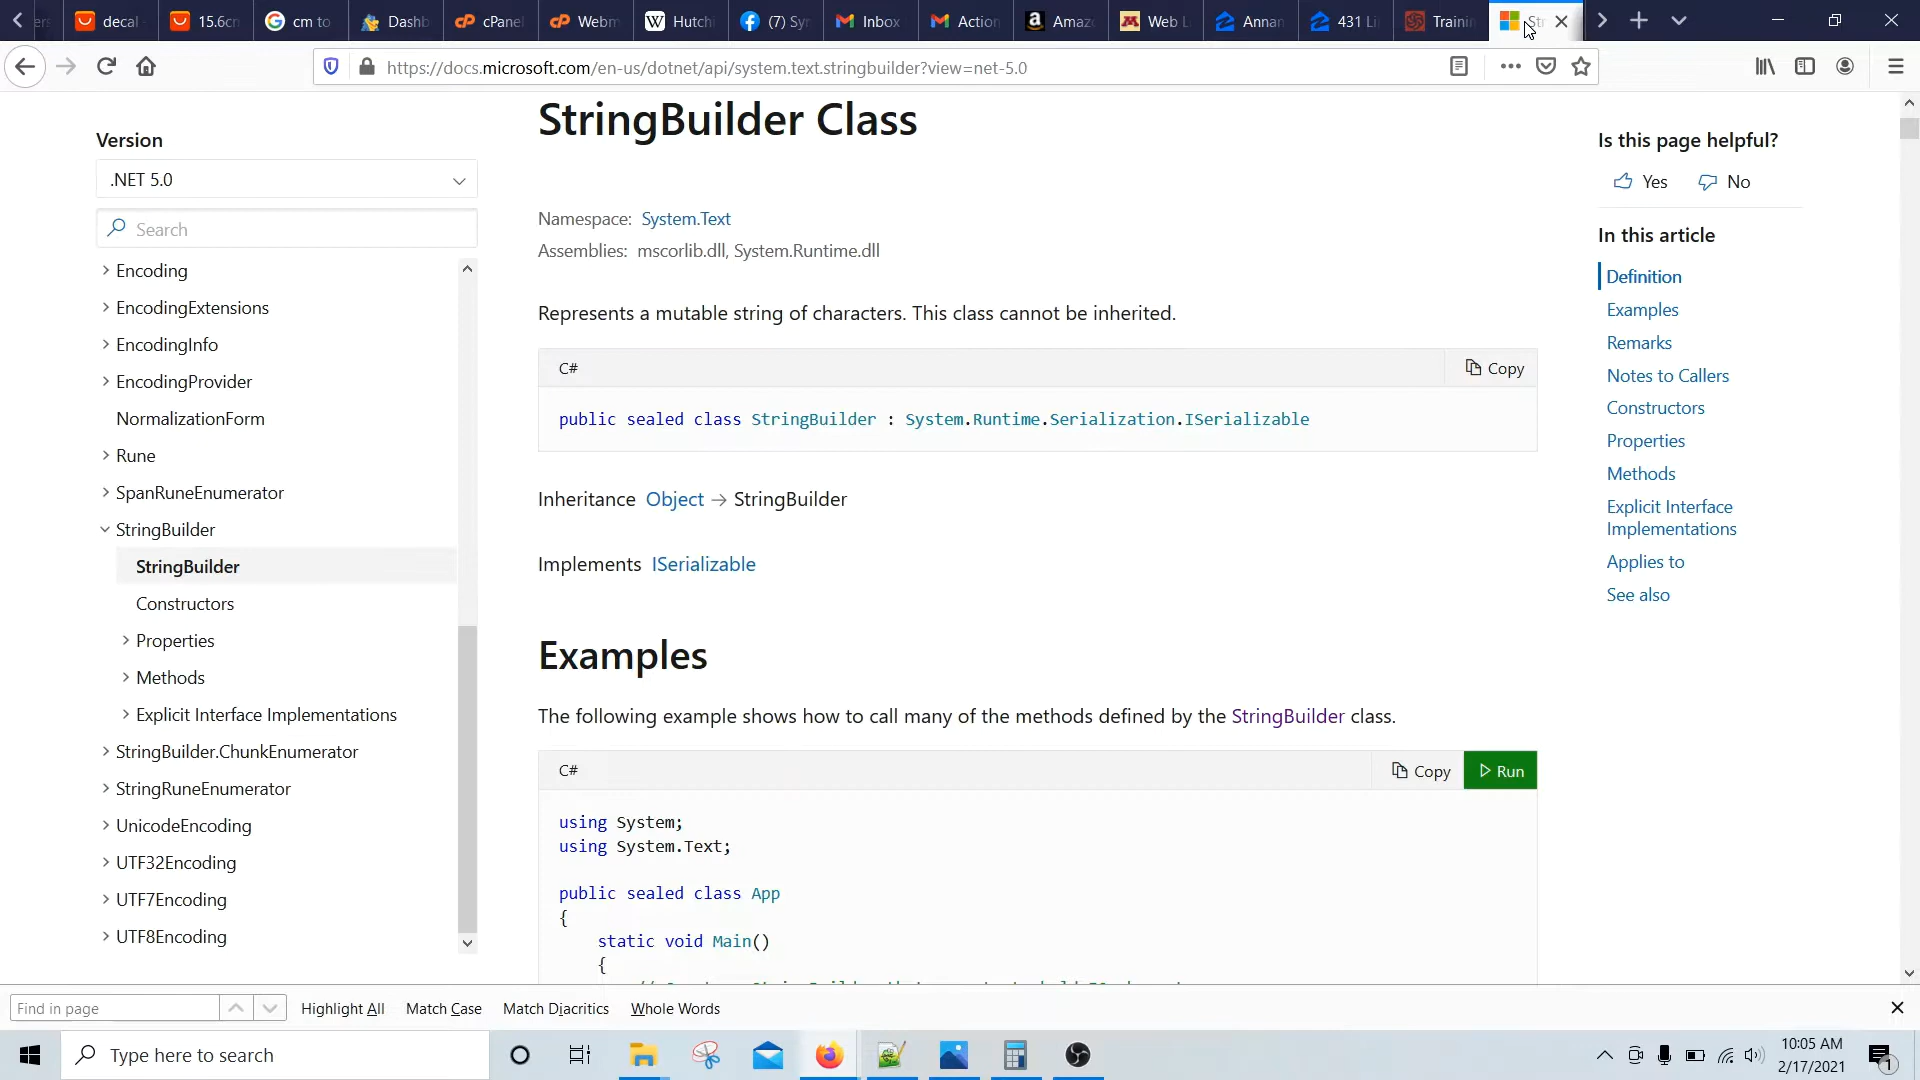 decal
15.6cm
cm to
Dashb
cPanel
Webm
Hutchi
(7) Syn
Inbox
Action
Amazo
Web L
Annan
431 Li
Trainin
https://docs.microsoft.com/en-us/dotnet/api/system.text.stringbuilder?view=net-5.0
Version
.NET 5.0
Search
Encoding
EncodingExtensions
EncodingInfo
EncodingProvider
NormalizationForm
Rune
SpanRuneEnumerator
StringBuilder
StringBuilder
Constructors
Properties
Methods
Explicit Interface Implementations
StringBuilder.ChunkEnumerator
StringRuneEnumerator
UnicodeEncoding
UTF32Encoding
UTF7Encoding
UTF8Encoding
StringBuilder Class
Namespace: System.Text
Assemblies: mscorlib.dll, System.Runtime.dll
Represents a mutable string of characters. This class cannot be inherited.
C# Copy
public sealed class StringBuilder : System.Runtime.Serialization.ISerializable
Inheritance Object → StringBuilder
Implements ISerializable
Examples
The following example shows how to call many of the methods defined by the StringBuilder class.
C# Copy Run
using System;
using System.Text;
public sealed class App
{
static void Main()
{
Is this page helpful?
Yes No
In this article
Definition
Examples
Remarks
Notes to Callers
Constructors
Properties
Methods
Explicit Interface
Implementations
Applies to
See also
Find in page Highlight All Match Case Match Diacritics Whole Words
Type here to search
10:05 AM
2/17/2021
1